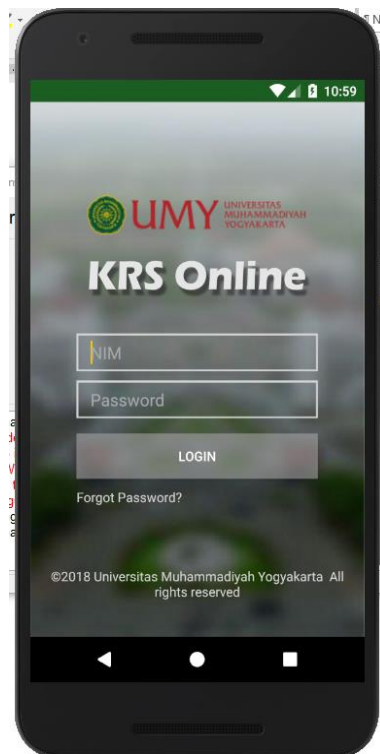 10:59
UMY UNIVERSITAS
MUHAMMADIYAH
YOGYAKARTA
KRS Online
NIM
Password
LOGIN
Forgot Password?
©2018 Universitas Muhammadiyah Yogyakarta All
rights reserved